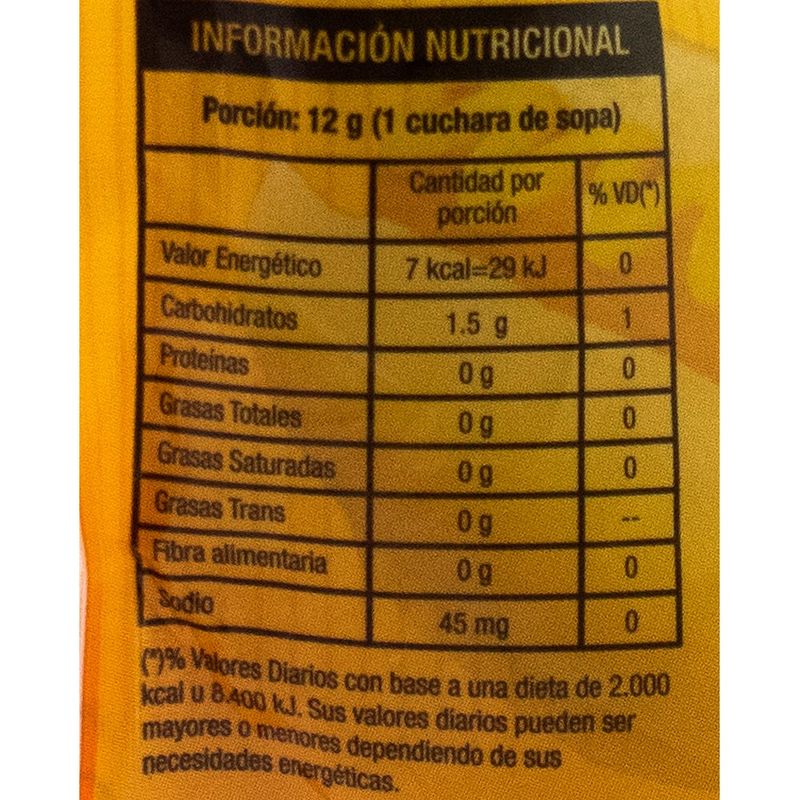 INFORMACIÓN NUTRICIONAL
Porción: 12 g (1 cuchara de sopa)
Cantidad por porción % VD(*)
Valor Energético 7 kcal=29 kJ 0
Carbohidratos 1.5 g 1
Proteínas 0 g 0
Grasas Totales 0 g 0
Grasas Saturadas 0 g 0
Grasas Trans 0 g --
Fibra alimentaria 0 g 0
Sodio 45 mg 0
(*)% Valores Diarios con base a una dieta de 2.000
kcal u 8.400 kJ. Sus valores diarios pueden ser
mayores o menores dependiendo de sus
necesidades energéticas.